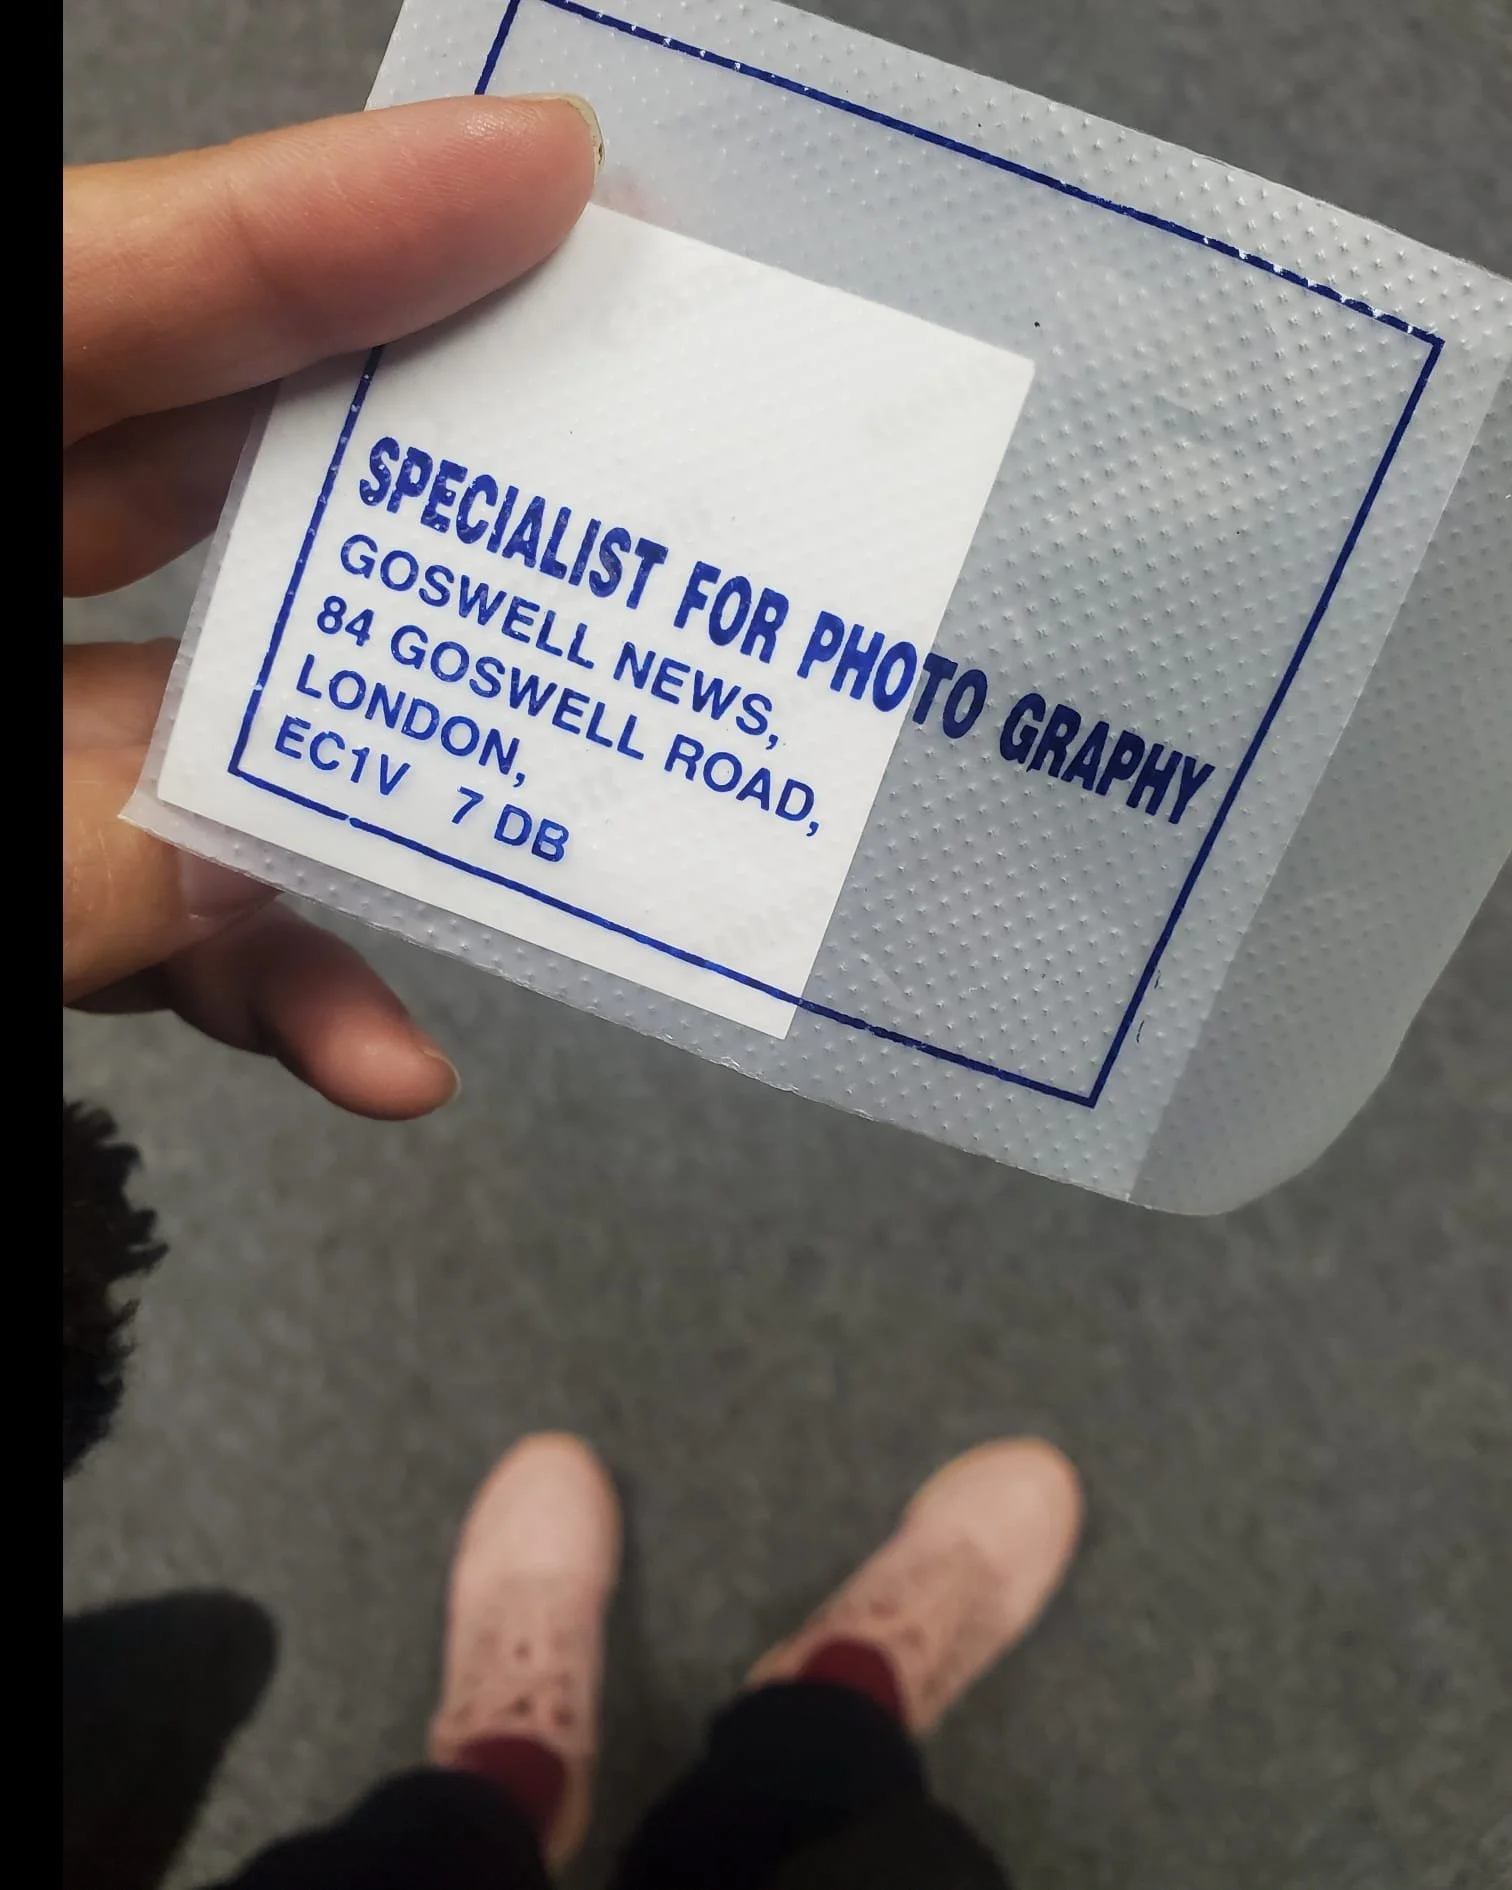 SPECIALIST FOR PHOTO GRAPHY
GOSWELL NEWS,
84 GOSWELL ROAD,
LONDON,
EC1V 7 DB